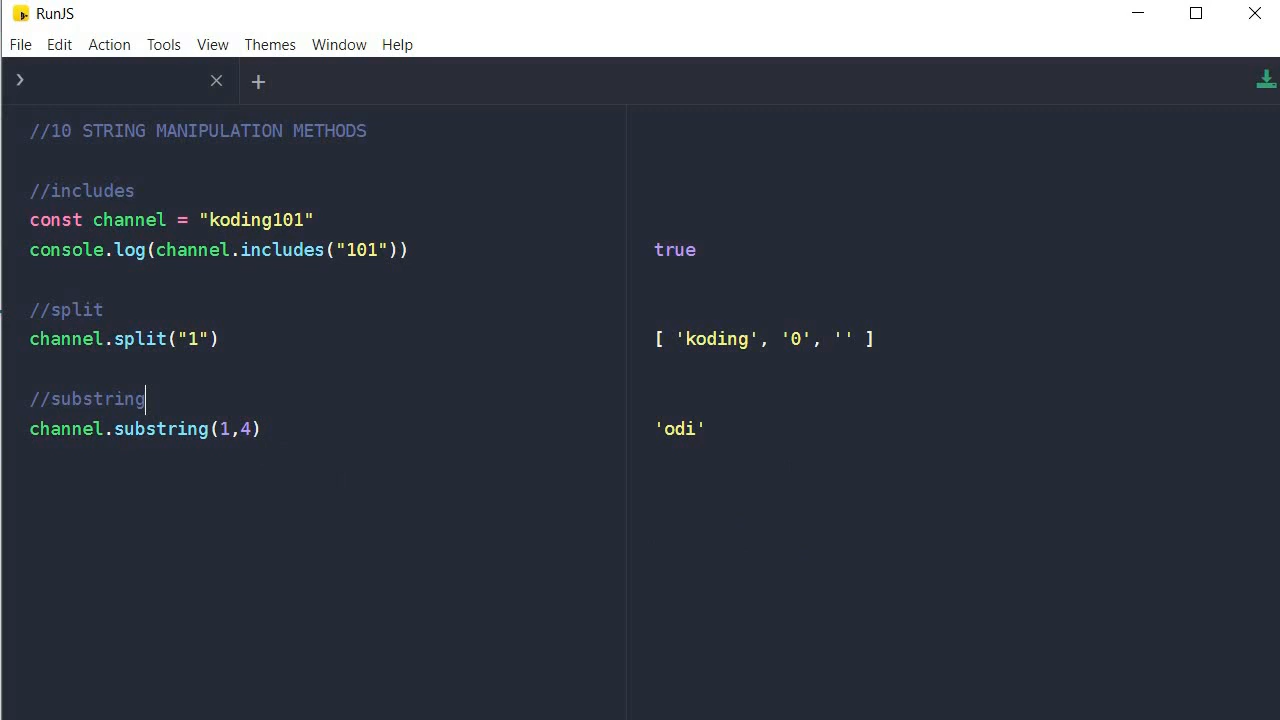 RunJS
File Edit Action Tools View Themes Window Help
//10 STRING MANIPULATION METHODS
//includes
const channel = "koding101"
console.log(channel.includes("101"))
true
//split
channel.split("1")
[ 'koding', '0', '' ]
//substring
channel.substring(1,4)
'odi'